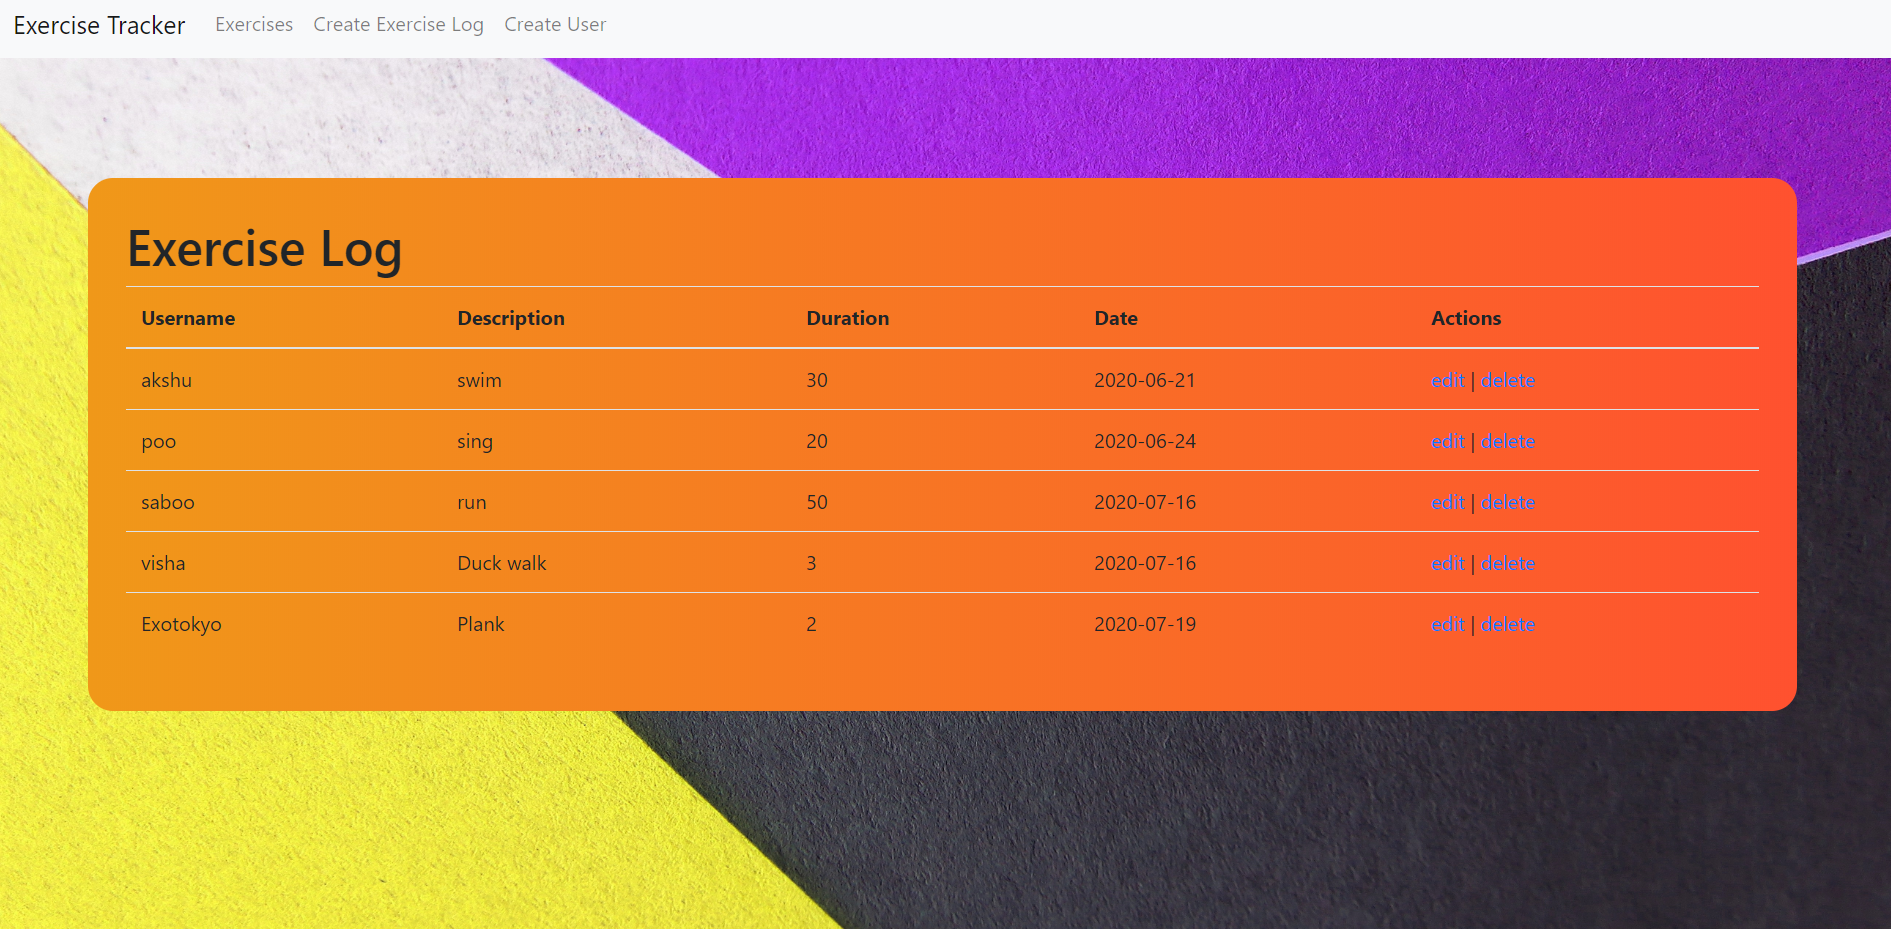 Exercise Tracker Exercises Create Exercise Log Create User
Exercise Log
Username Description Duration Date Actions
akshu swim 30 2020-06-21 edit | delete
poo sing 20 2020-06-24 edit | delete
saboo run 50 2020-07-16 edit | delete
visha Duck walk 3 2020-07-16 edit | delete
Exotokyo Plank 2 2020-07-19 edit | delete